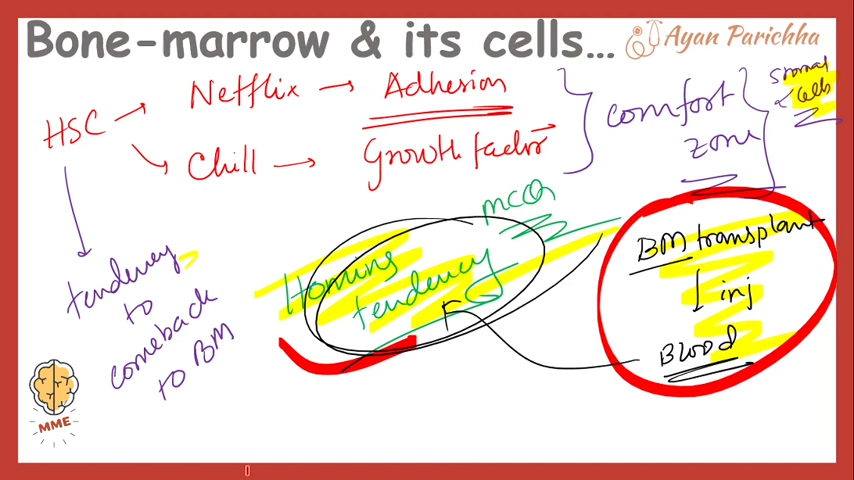 Bone-marrow & its cells...
Ayan Parichha
HSC → Netflix → Adhesion
Chill → Growth factor
comfort zone
stromal cells
MCQ
Homing tendency
tendency
to
comeback
to BM
BM transplant
↓ inj
Blood
MME